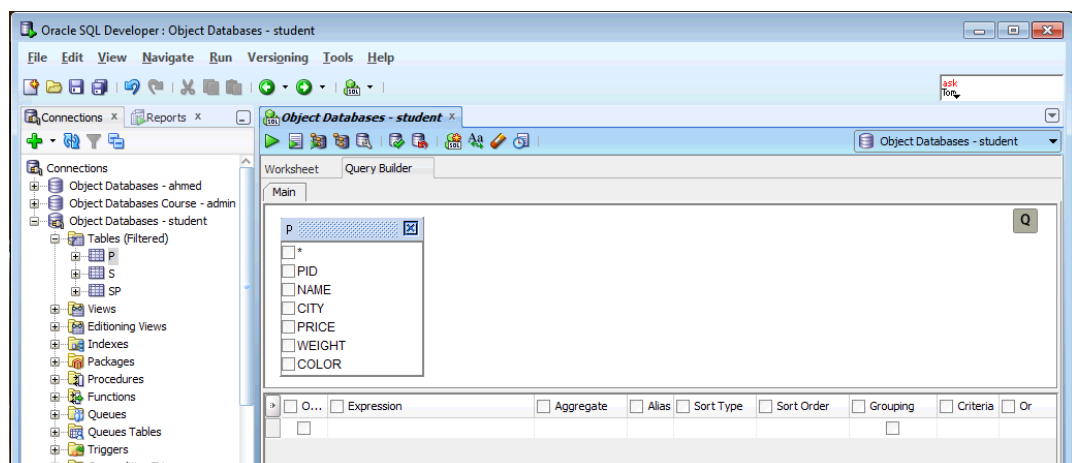 Oracle SQL Developer : Object Databases - student
File Edit View Navigate Run Versioning Tools Help
ask
Tom
Connections x Reports x
Object Databases - student x
Object Databases - student
Connections
Object Databases - ahmed
Object Databases Course - admin
Object Databases - student
Tables (Filtered)
P
S
SP
Views
Editioning Views
Indexes
Packages
Procedures
Functions
Queues
Queues Tables
Triggers
Worksheet Query Builder
Main
P
*
PID
NAME
CITY
PRICE
WEIGHT
COLOR
Q
O... Expression Aggregate Alias Sort Type Sort Order Grouping Criteria Or